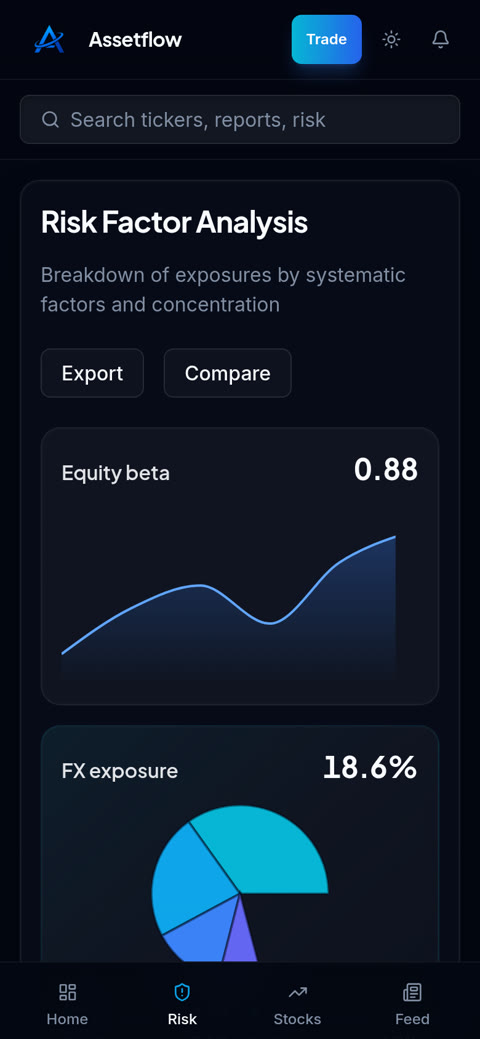 Assetflow
Trade
Search tickers, reports, risk
Risk Factor Analysis
Breakdown of exposures by systematic
factors and concentration
Export
Compare
Equity beta
0.88
FX exposure
18.6%
Home
Risk
Stocks
Feed